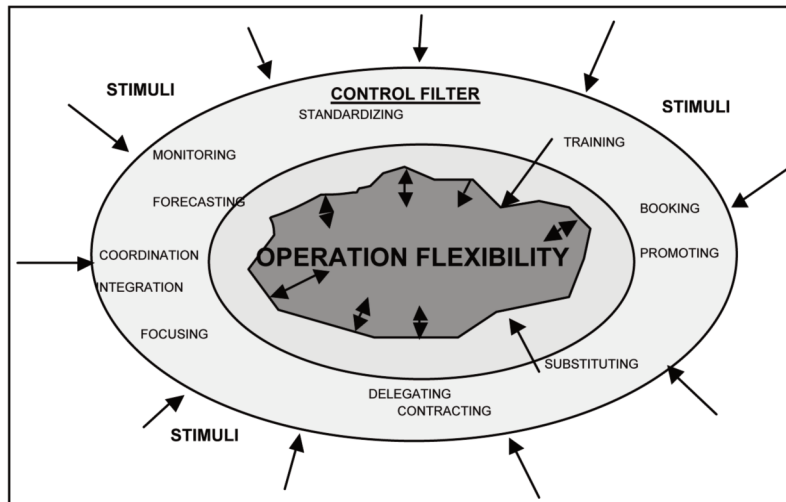 STIMULI
CONTROL FILTER
STANDARDIZING
STIMULI
TRAINING
MONITORING
FORECASTING
BOOKING
COORDINATION
OPERATION FLEXIBILITY
PROMOTING
INTEGRATION
FOCUSING
SUBSTITUTING
DELEGATING
CONTRACTING
STIMULI